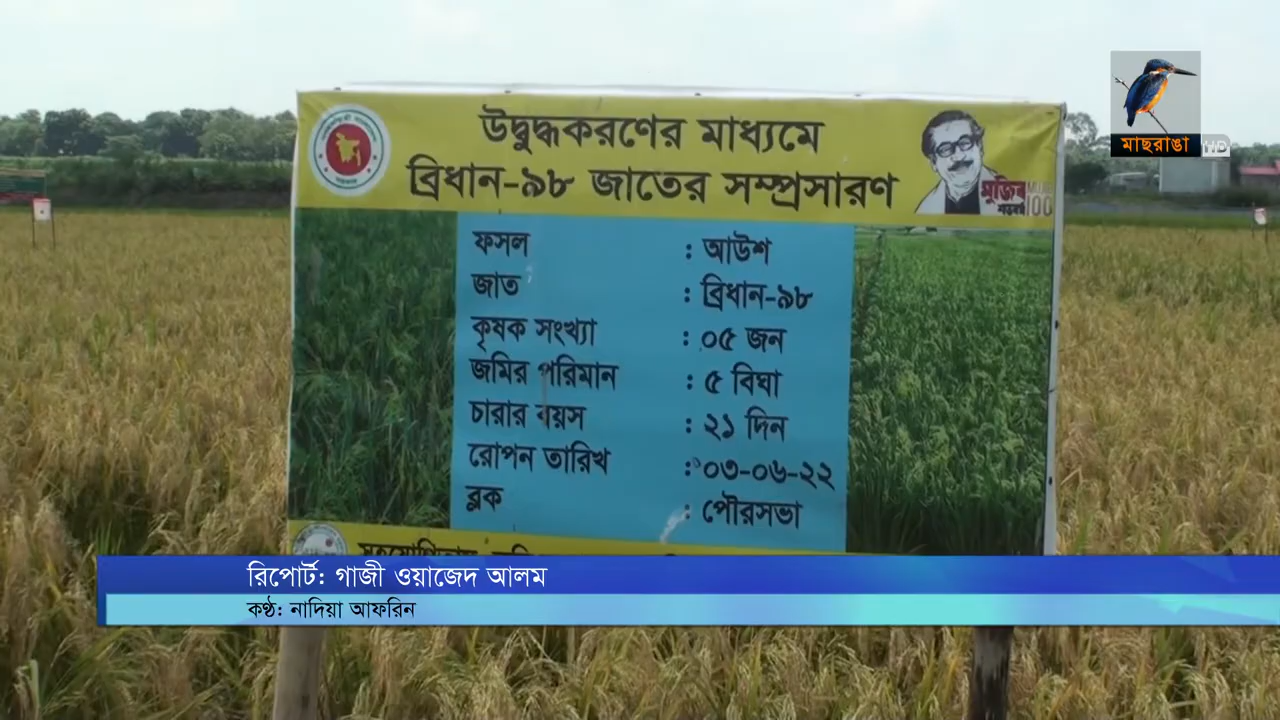 উদ্বুদ্ধকরণের মাধ্যমে
ব্রিধান-৯৮ জাতের সম্প্রসারণ
মুজিব
শতবর্ষ 100
ফসল : আউশ
জাত : ব্রিধান-৯৮
কৃষক সংখ্যা : ০৫ জন
জমির পরিমান : ৫ বিঘা
চারার বয়স : ২১ দিন
রোপন তারিখ : ০৩-০৬-২২
ব্লক : পৌরসভা
মাছরাঙা HD
রিপোর্ট: গাজী ওয়াজেদ আলম
কণ্ঠ: নাদিয়া আফরিন